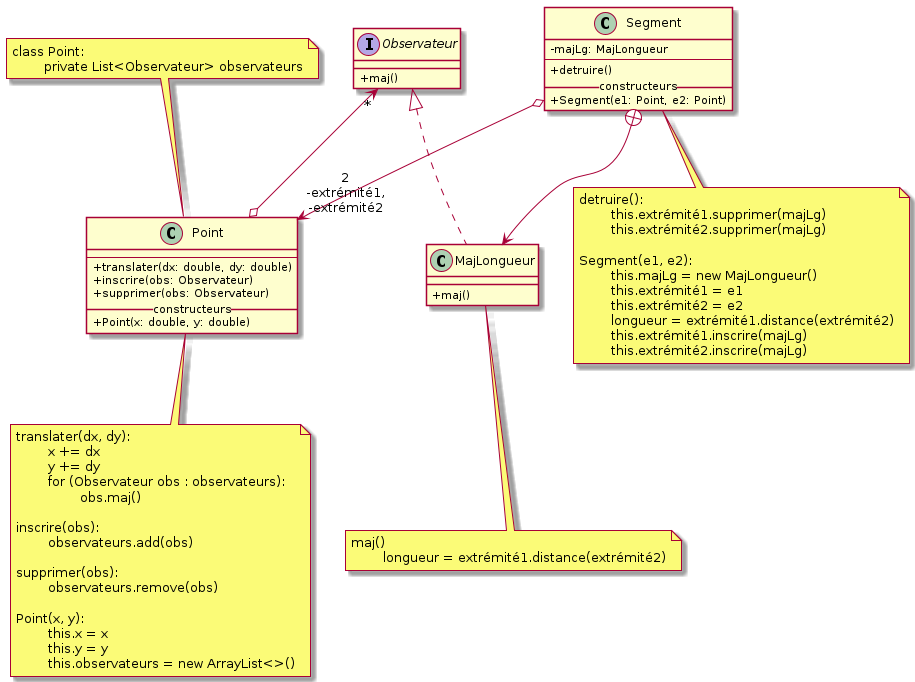 class Point:
private List<Observateur> observateurs
I Observateur
+maj()
C Segment
-majLg: MajLongueur
+detruire()
constructeurs
+Segment(e1: Point, e2: Point)
*
2
-extrémité1,
-extrémité2
C Point
+translater(dx: double, dy: double)
+inscrire(obs: Observateur)
+supprimer(obs: Observateur)
constructeurs
+Point(x: double, y: double)
C MajLongueur
+maj()
detruire():
this.extrémité1.supprimer(majLg)
this.extrémité2.supprimer(majLg)
Segment(e1, e2):
this.majLg = new MajLongueur()
this.extrémité1 = e1
this.extrémité2 = e2
longueur = extrémité1.distance(extrémité2)
this.extrémité1.inscrire(majLg)
this.extrémité2.inscrire(majLg)
translater(dx, dy):
x += dx
y += dy
for (Observateur obs : observateurs):
obs.maj()
inscrire(obs):
observateurs.add(obs)
supprimer(obs):
observateurs.remove(obs)
Point(x, y):
this.x = x
this.y = y
this.observateurs = new ArrayList<>()
maj()
longueur = extrémité1.distance(extrémité2)